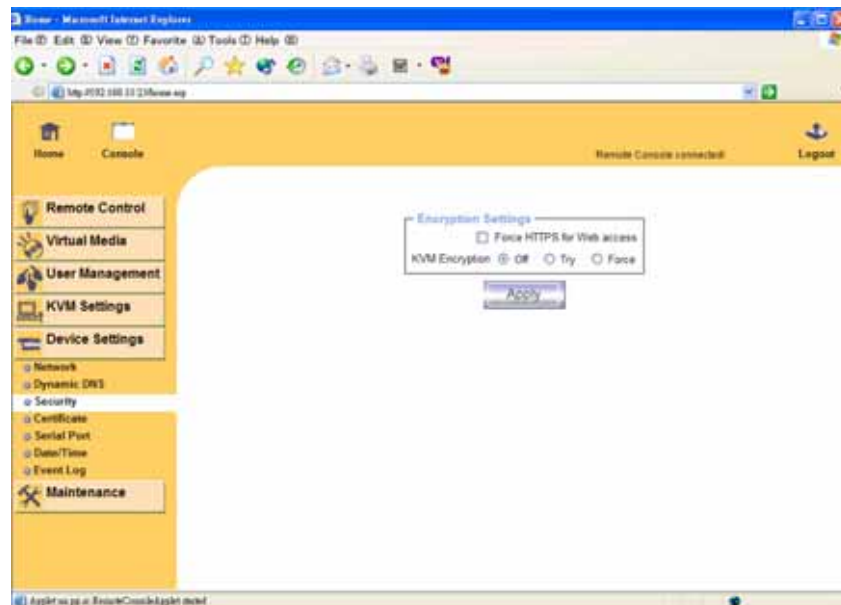 Home - Microsoft Internet Explorer
File Edit View Favorite Tools Help
Home
Console
Remote Console connected!
Logout
Remote Control
Virtual Media
User Management
KVM Settings
Device Settings
Network
Dynamic DNS
Security
Certificate
Serial Port
Date/Time
Event Log
Maintenance
Encryption Settings
Force HTTPS for Web access
KVM Encryption Off Try Force
Apply